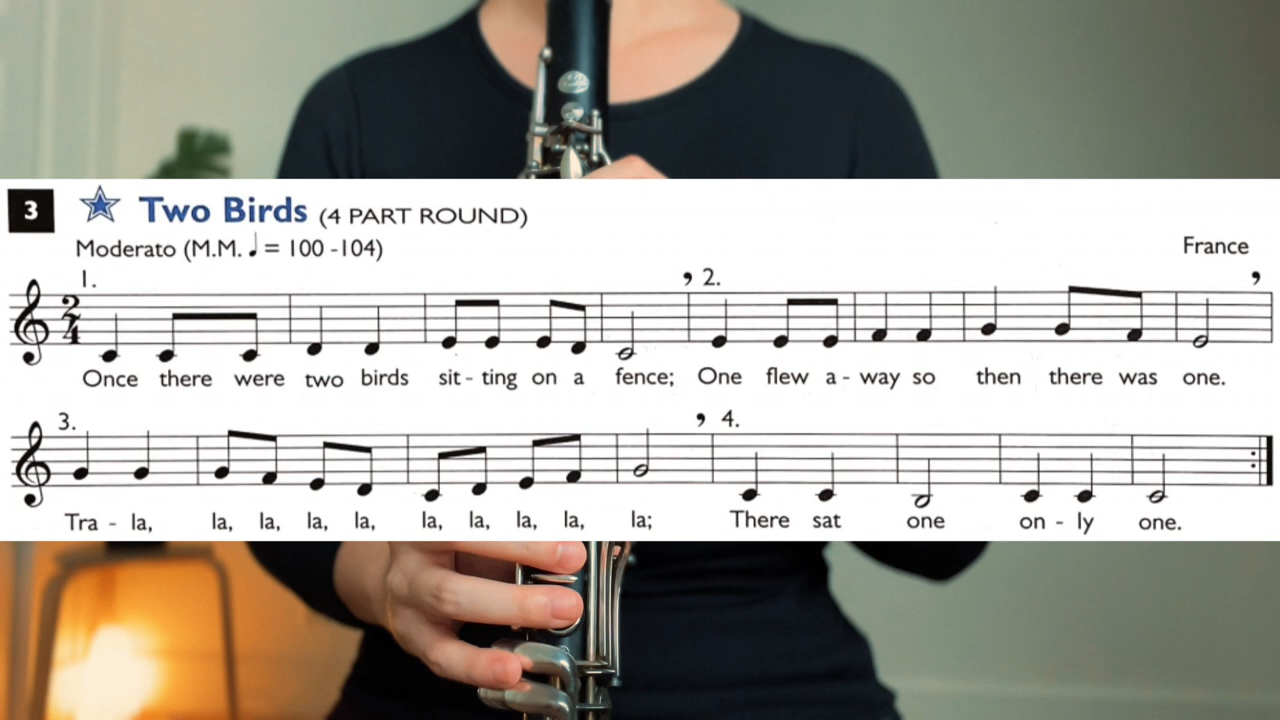 3 Two Birds (4 PART ROUND)
Moderato (M.M. ♩ = 100 -104) France
1. 2.
2
4
Once there were two birds sit - ting on a fence; One flew a - way so then there was one.
3. 4.
Tra - la, la, la, la, la, la, la, la, la, la; There sat one on - ly one.